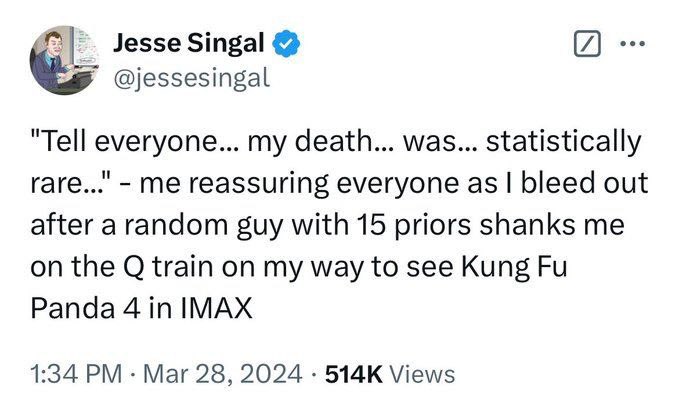 Jesse Singal
@jessesingal
"Tell everyone... my death... was... statistically
rare..." - me reassuring everyone as I bleed out
after a random guy with 15 priors shanks me
on the Q train on my way to see Kung Fu
Panda 4 in IMAX
1:34 PM · Mar 28, 2024 · 514K Views